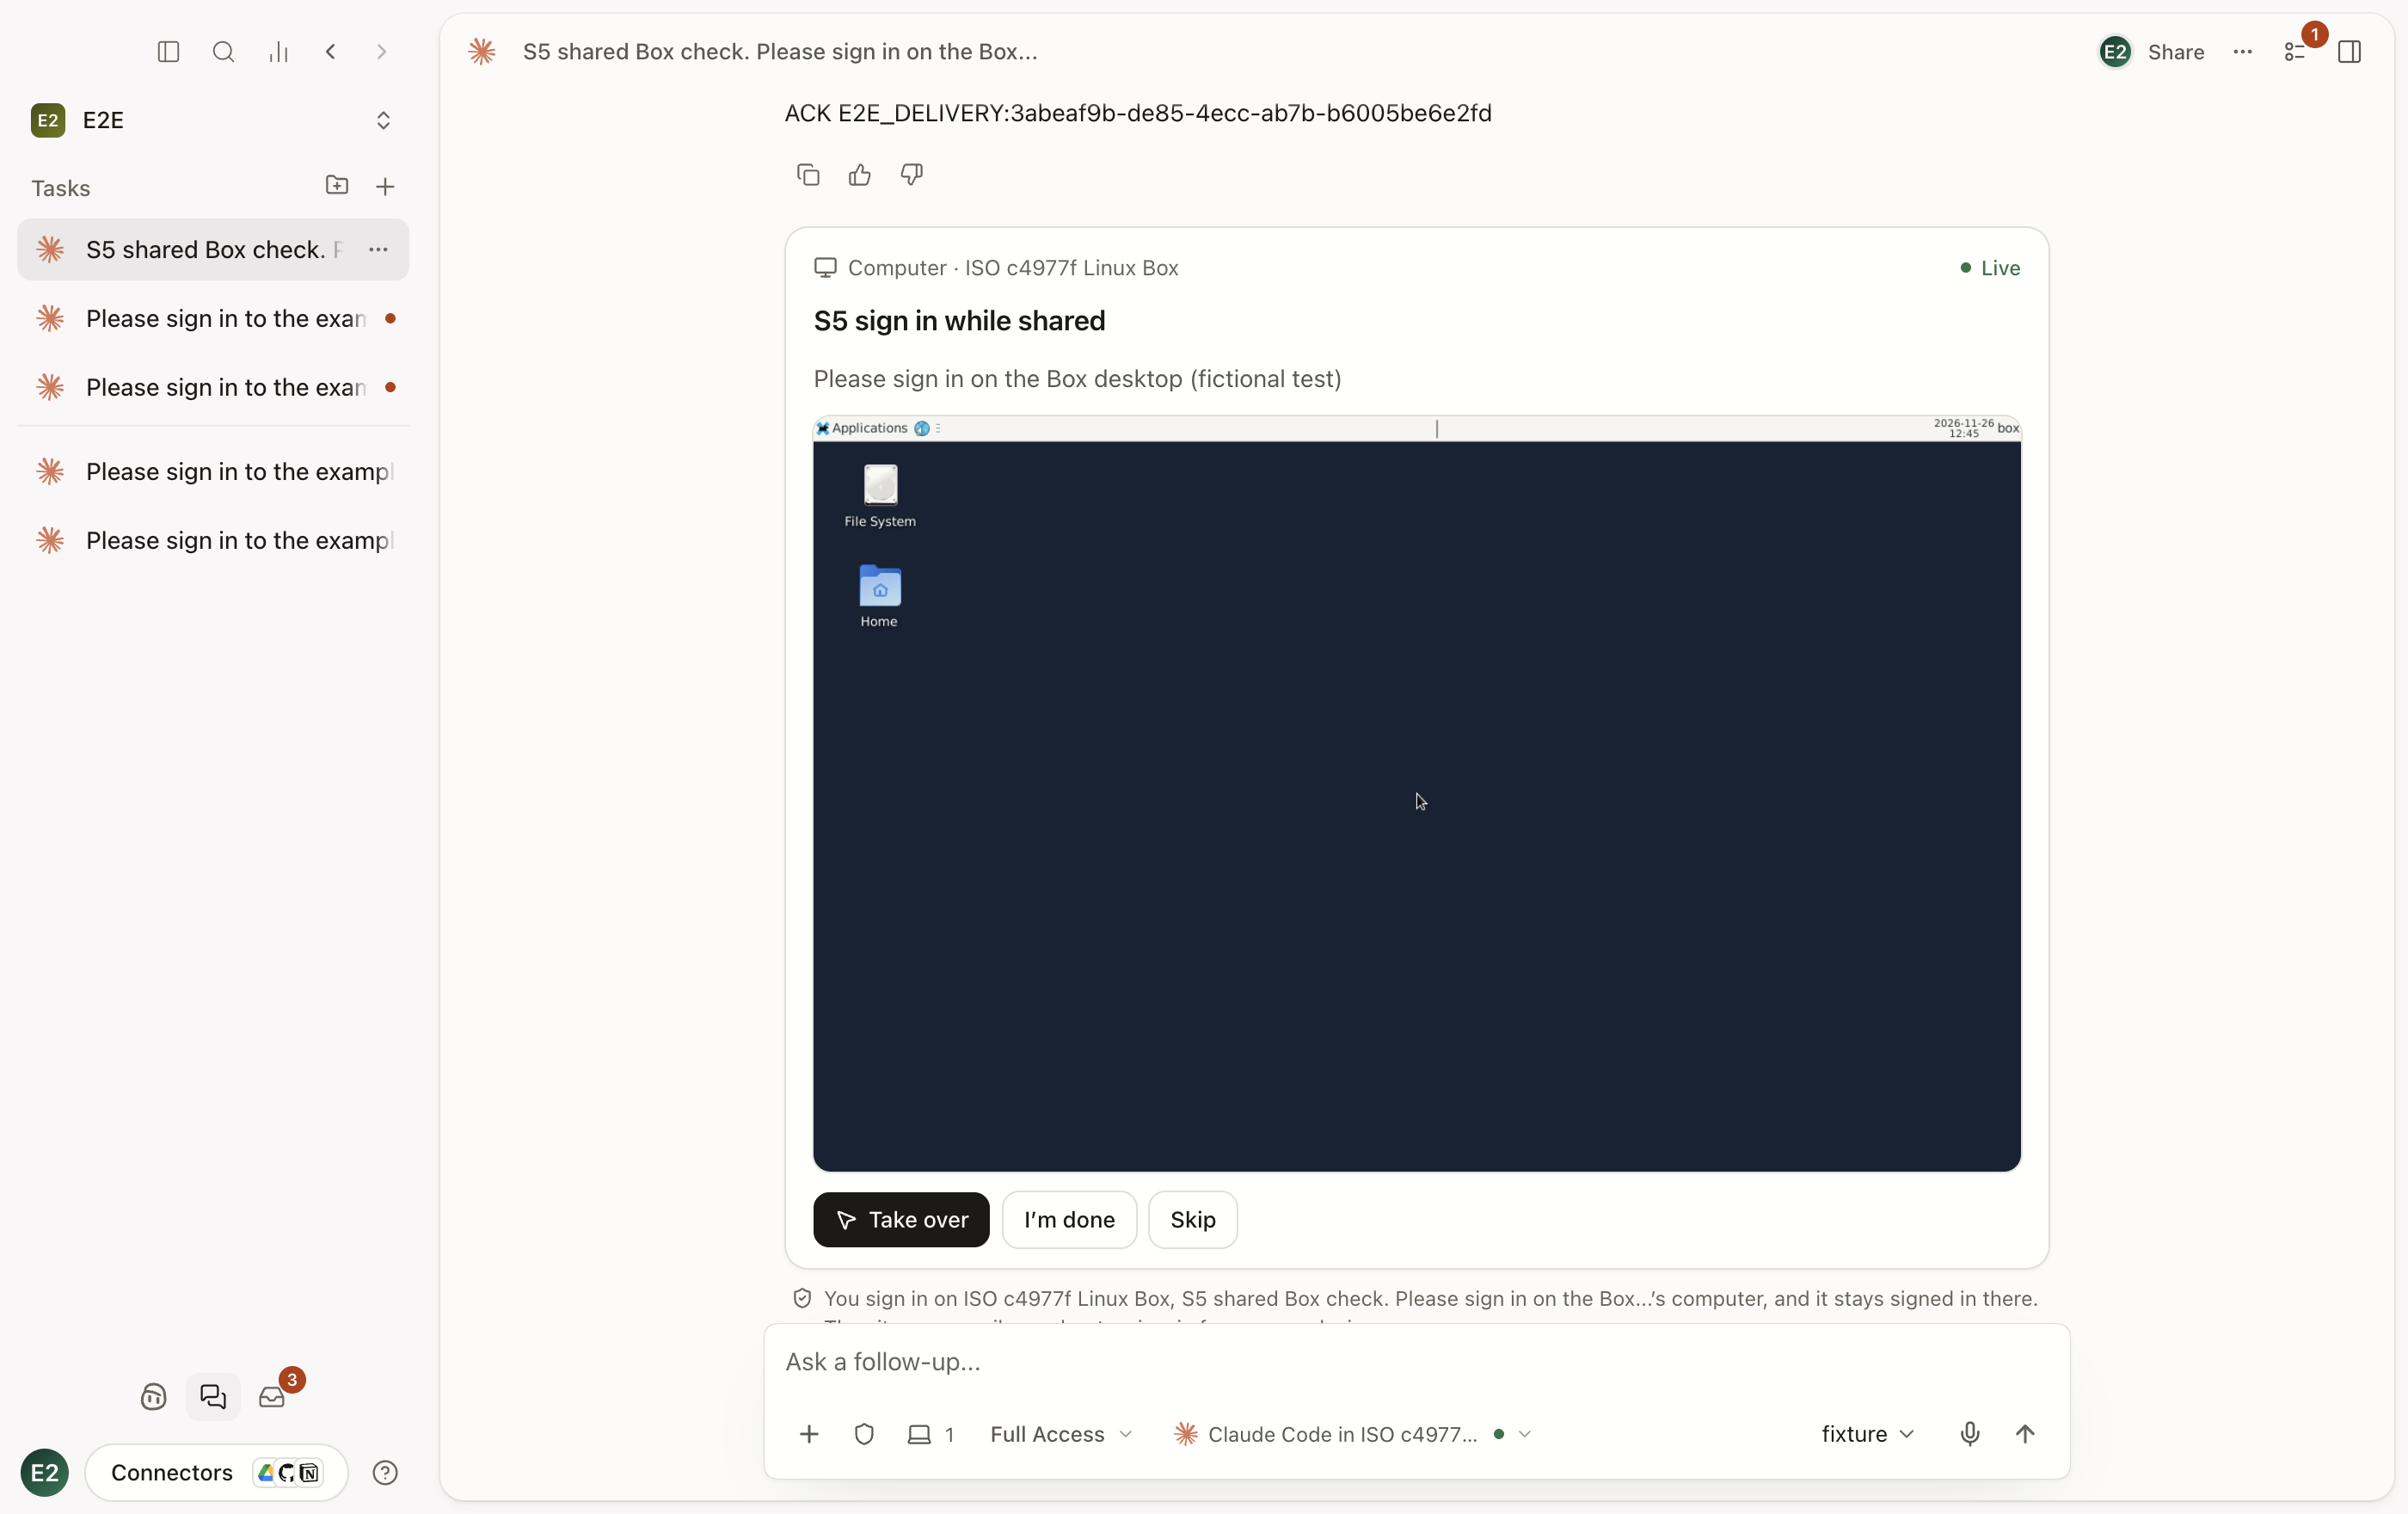 S5 shared Box check. Please sign in on the Box...
E2 Share
1
E2 E2E
Tasks
S5 shared Box check.
Please sign in to the exam
Please sign in to the exam
Please sign in to the exampl
Please sign in to the exampl
3
E2 Connectors
ACK E2E_DELIVERY:3abeaf9b-de85-4ecc-ab7b-b6005be6e2fd
Computer · ISO c4977f Linux Box
Live
S5 sign in while shared
Please sign in on the Box desktop (fictional test)
Applications
2026-11-26
12:45
box
File System
Home
Take over
I'm done
Skip
You sign in on ISO c4977f Linux Box, S5 shared Box check. Please sign in on the Box...'s computer, and it stays signed in there.
Ask a follow-up...
1 Full Access Claude Code in ISO c4977... fixture